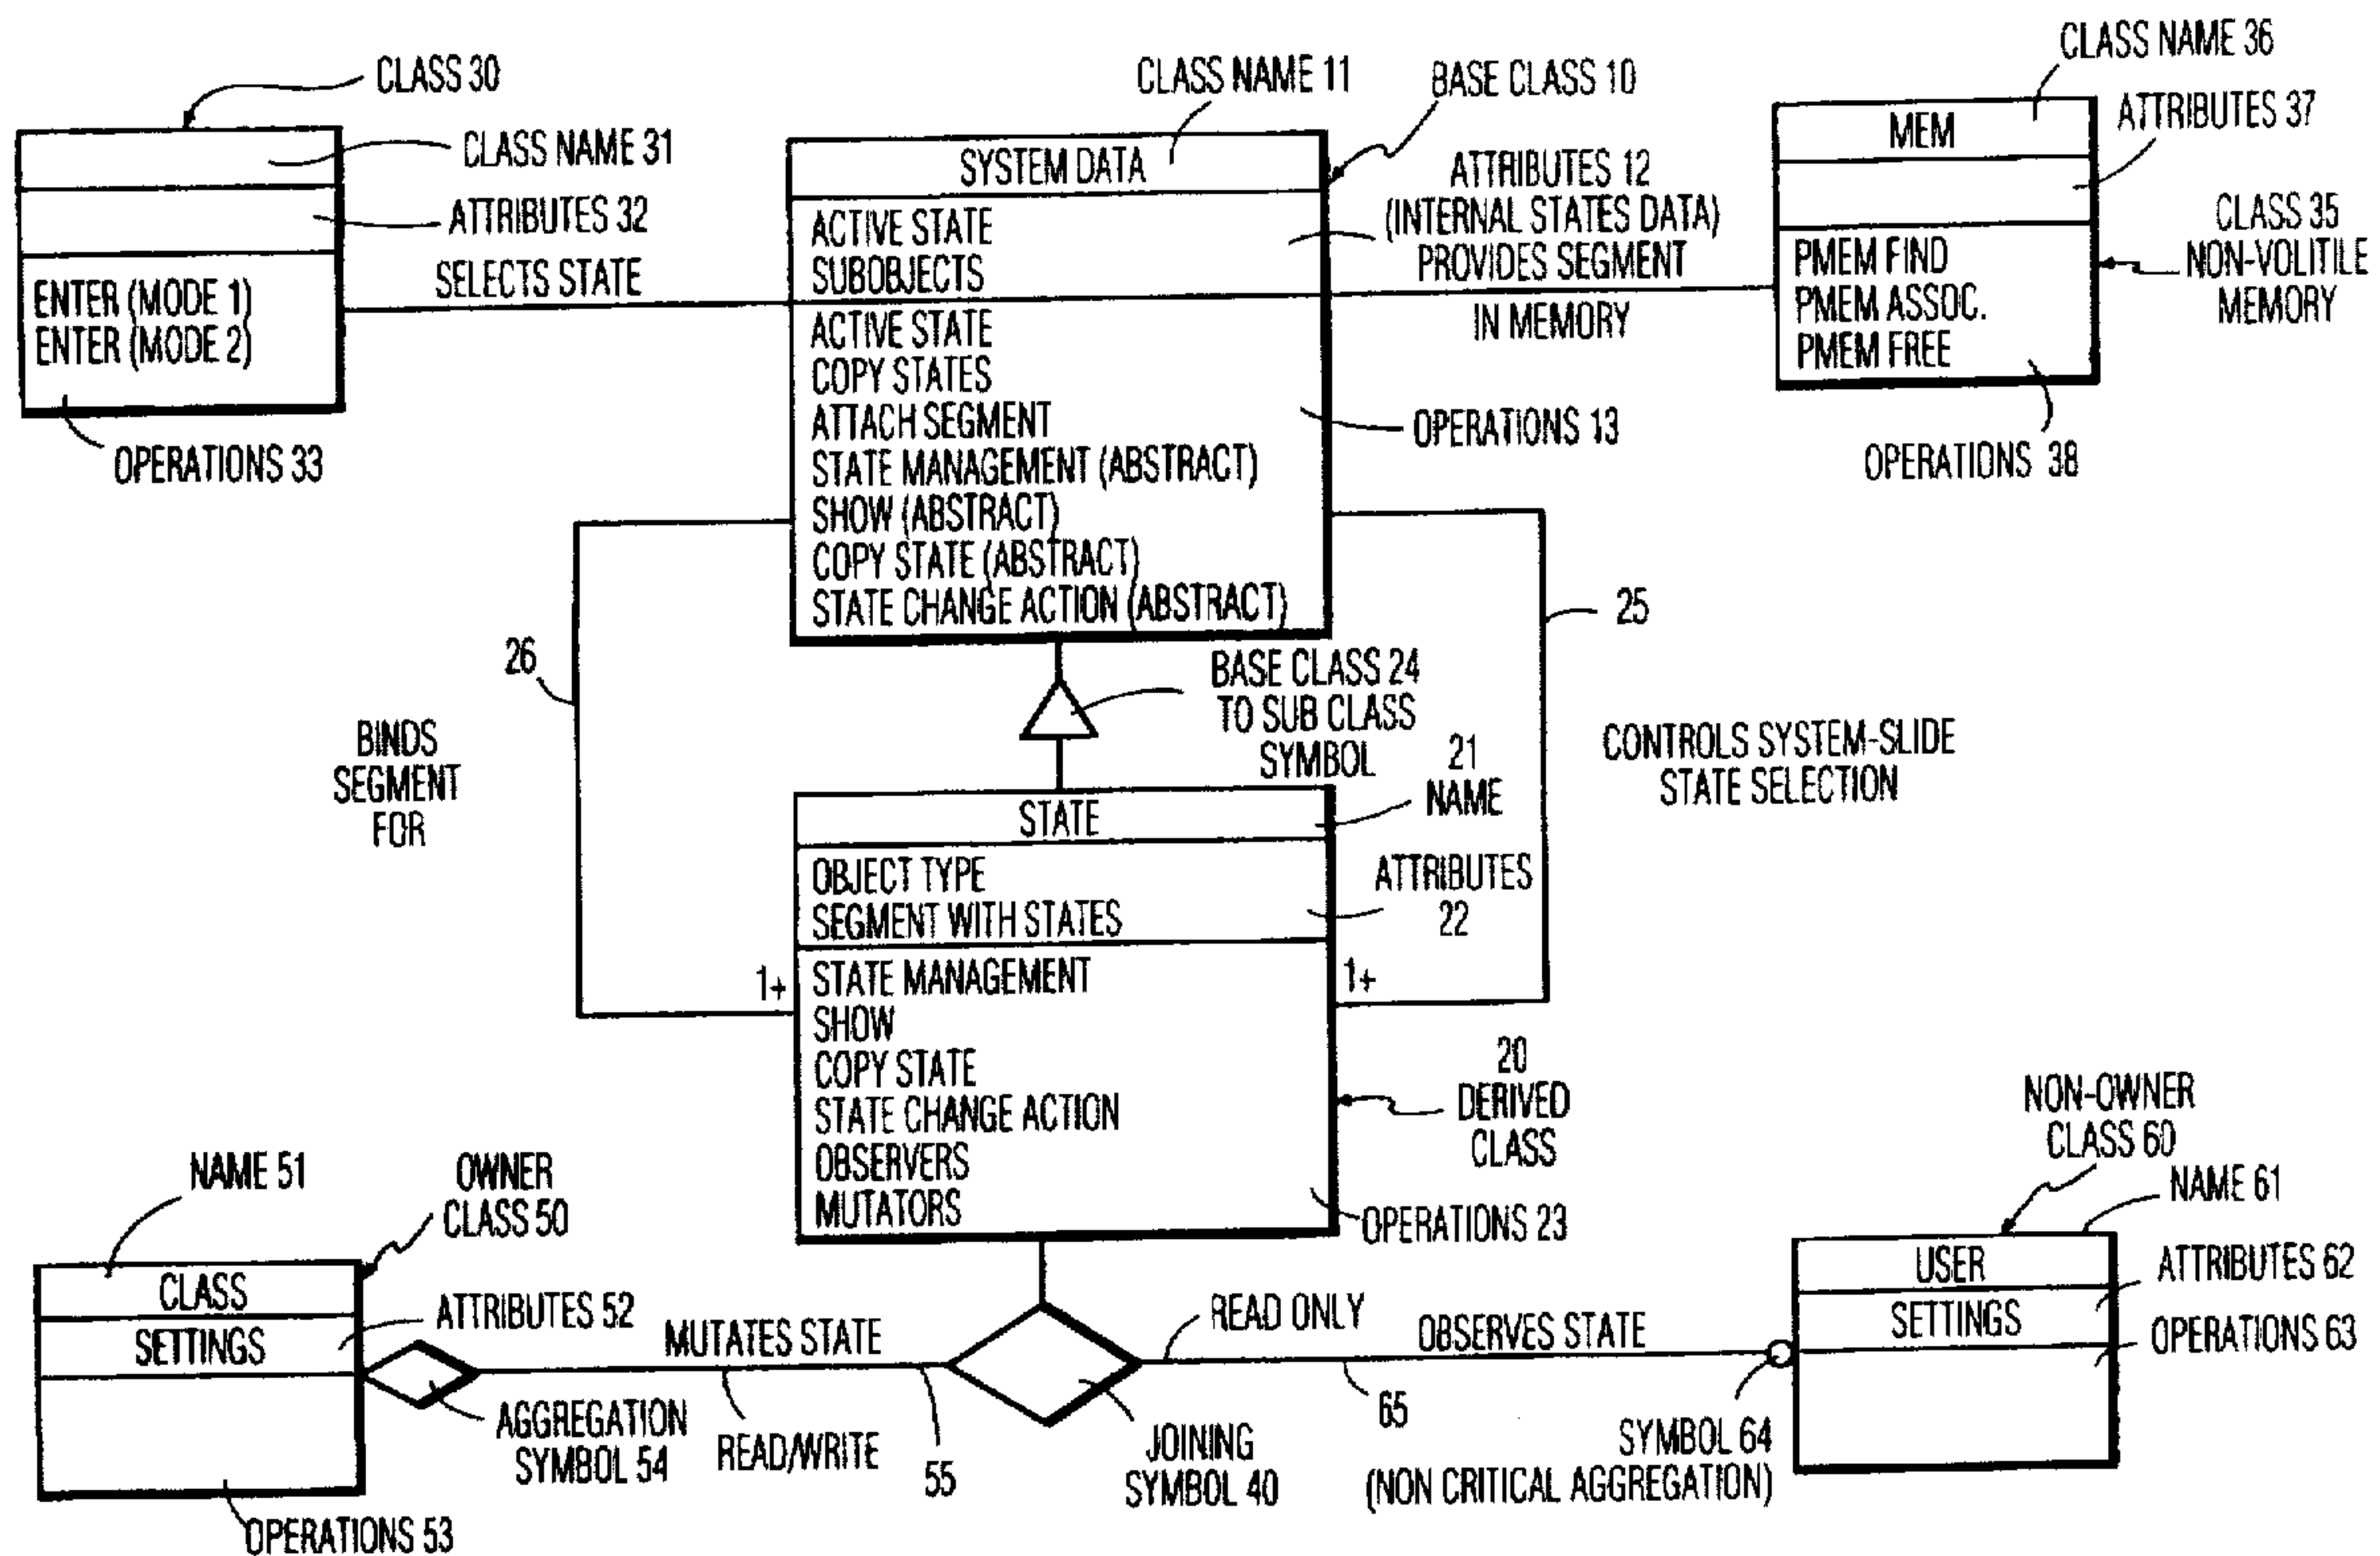 CLASS 30
CLASS NAME 31
ATTRIBUTES 32
ENTER (MODE 1)
ENTER (MODE 2)
OPERATIONS 33
SELECTS STATE
CLASS NAME 11
BASE CLASS 10
SYSTEM DATA
ACTIVE STATE
SUBOBJECTS
ACTIVE STATE
COPY STATES
ATTACH SEGMENT
STATE MANAGEMENT (ABSTRACT)
SHOW (ABSTRACT)
COPY STATE (ABSTRACT)
STATE CHANGE ACTION (ABSTRACT)
ATTRIBUTES 12
(INTERNAL STATES DATA)
PROVIDES SEGMENT
IN MEMORY
OPERATIONS 13
CLASS NAME 36
ATTRIBUTES 37
MEM
PMEM FIND
PMEM ASSOC.
PMEM FREE
CLASS 35
NON-VOLITILE
MEMORY
OPERATIONS 38
26
BINDS
SEGMENT
FOR
BASE CLASS 24
TO SUB CLASS
SYMBOL
25
CONTROLS SYSTEM-SLIDE
STATE SELECTION
21
NAME
STATE
OBJECT TYPE
SEGMENT WITH STATES
ATTRIBUTES
22
1+
1+
STATE MANAGEMENT
SHOW
COPY STATE
STATE CHANGE ACTION
OBSERVERS
MUTATORS
20
DERIVED
CLASS
OPERATIONS 23
NAME 51
OWNER
CLASS 50
CLASS
SETTINGS
ATTRIBUTES 52
AGGREGATION
SYMBOL 54
OPERATIONS 53
MUTATES STATE
READ/WRITE
55
JOINING
SYMBOL 40
READ ONLY
OBSERVES STATE
65
NON-OWNER
CLASS 60
NAME 61
USER
SETTINGS
ATTRIBUTES 62
OPERATIONS 63
SYMBOL 64
(NON CRITICAL AGGREGATION)